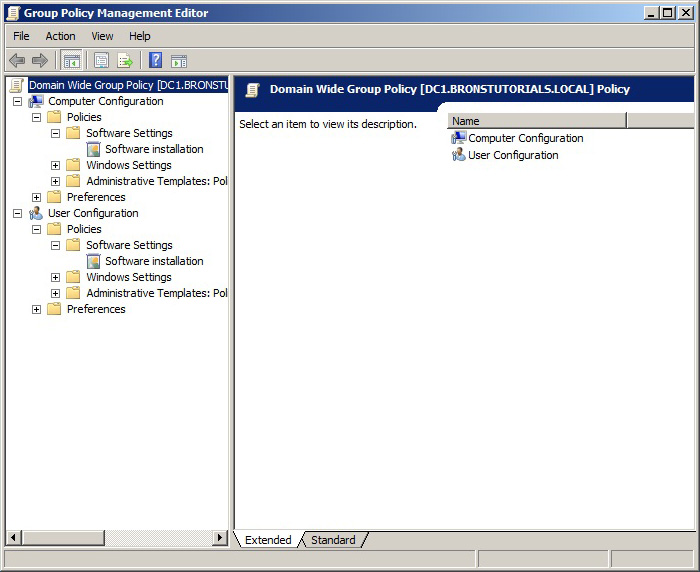 Group Policy Management Editor
File Action View Help
Domain Wide Group Policy [DC1.BRONSTU
Computer Configuration
Policies
Software Settings
Software installation
Windows Settings
Administrative Templates: Pol
Preferences
User Configuration
Policies
Software Settings
Software installation
Windows Settings
Administrative Templates: Pol
Preferences
Domain Wide Group Policy [DC1.BRONSTUTORIALS.LOCAL] Policy
Select an item to view its description.
Name
Computer Configuration
User Configuration
Extended Standard